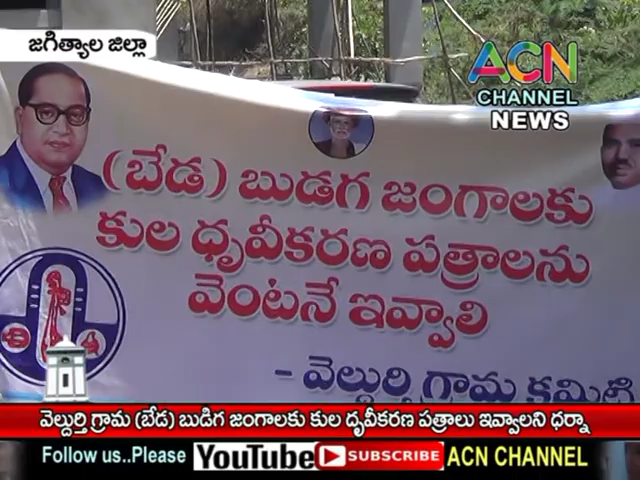 జగిత్యాల జిల్లా
ACN
CHANNEL
NEWS
(బేడ) బుడగ జంగాలకు
కుల ధృవీకరణ పత్రాలను
వెంటనే ఇవ్వాలి
- వెల్దుర్తి గ్రామ కమిటి
వెల్దుర్తి గ్రామ (బేడ) బుడిగ జంగాలకు కుల దృవీకరణ పత్రాలు ఇవ్వాలని ధర్నా
Follow us..Please YouTube SUBSCRIBE ACN CHANNEL